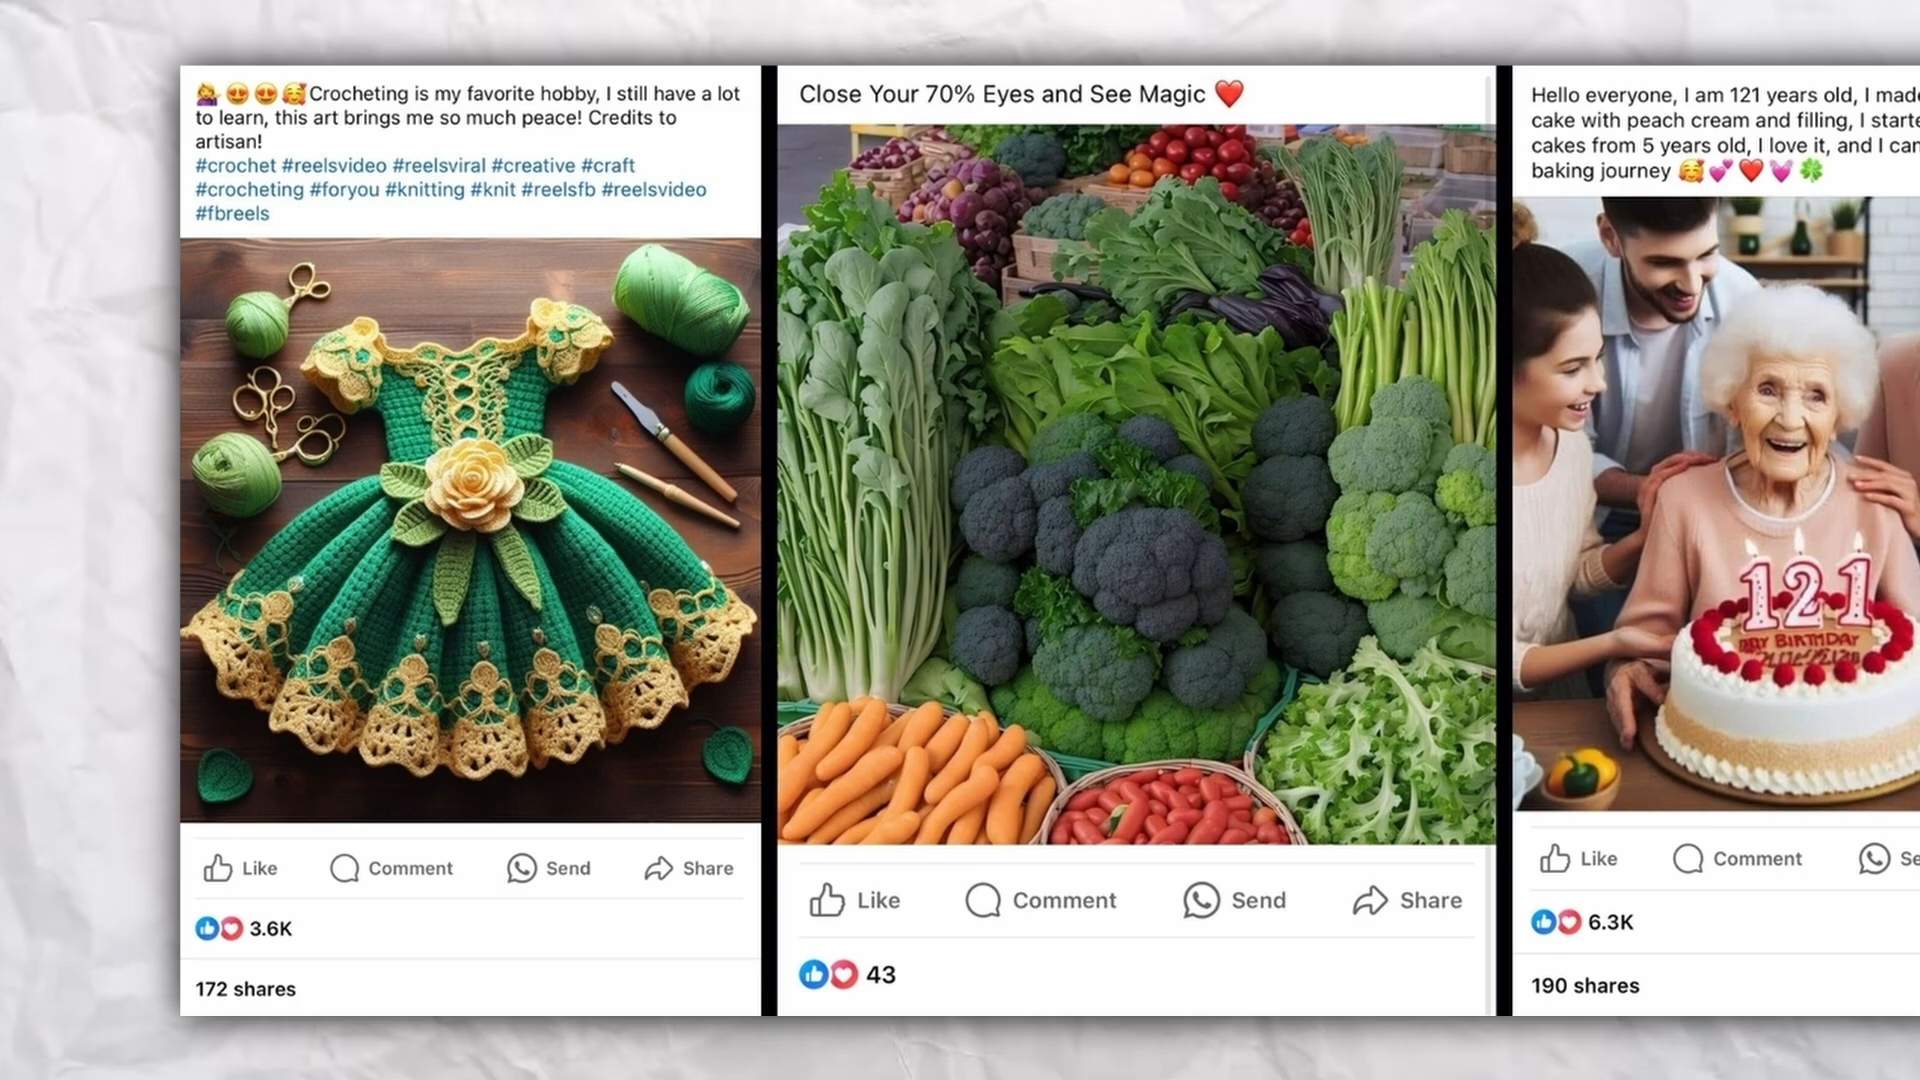 💁‍♀️😍😍🥰Crocheting is my favorite hobby, I still have a lot
to learn, this art brings me so much peace! Credits to
artisan!
#crochet #reelsvideo #reelsviral #creative #craft
#crocheting #foryou #knitting #knit #reelsfb #reelsvideo
#fbreels
Like Comment Send Share
3.6K
172 shares
Close Your 70% Eyes and See Magic ❤️
Like Comment Send Share
43
Hello everyone, I am 121 years old, I made
cake with peach cream and filling, I starte
cakes from 5 years old, I love it, and I can
baking journey 🥰💕❤️💓🍀
121
BIRTHDAY
Like Comment Se
6.3K
190 shares